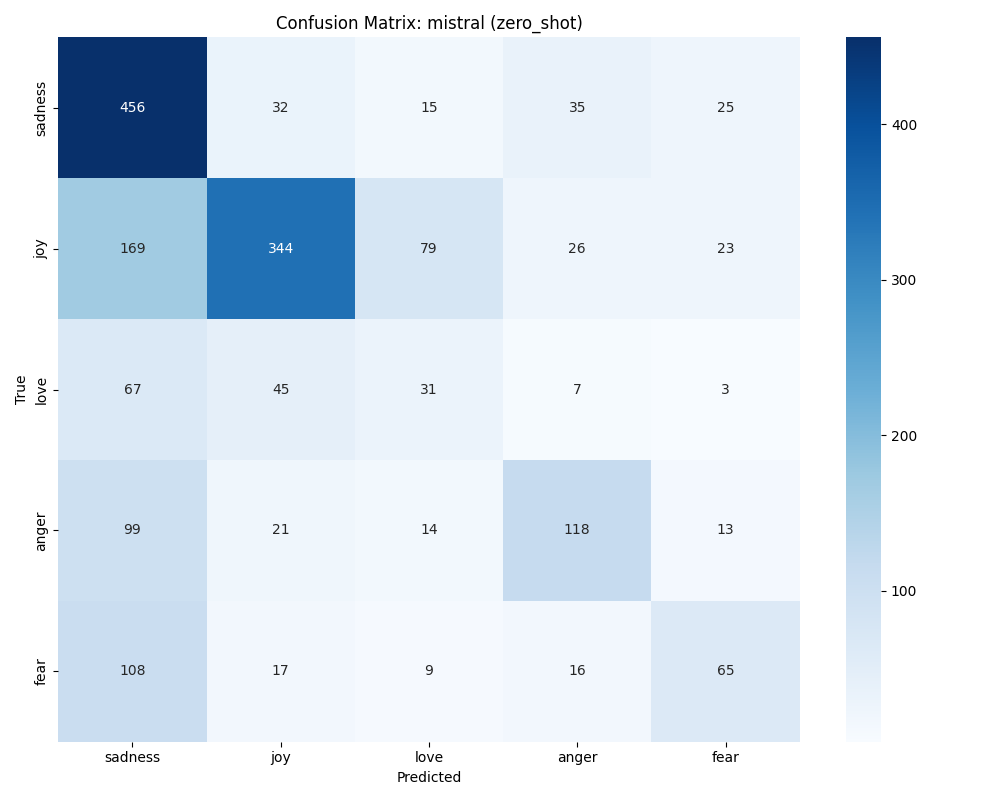 Confusion Matrix: mistral (zero_shot)
True
sadness 456 32 15 35 25
joy 169 344 79 26 23
love 67 45 31 7 3
anger 99 21 14 118 13
fear 108 17 9 16 65
sadness joy love anger fear
Predicted
400
300
200
100